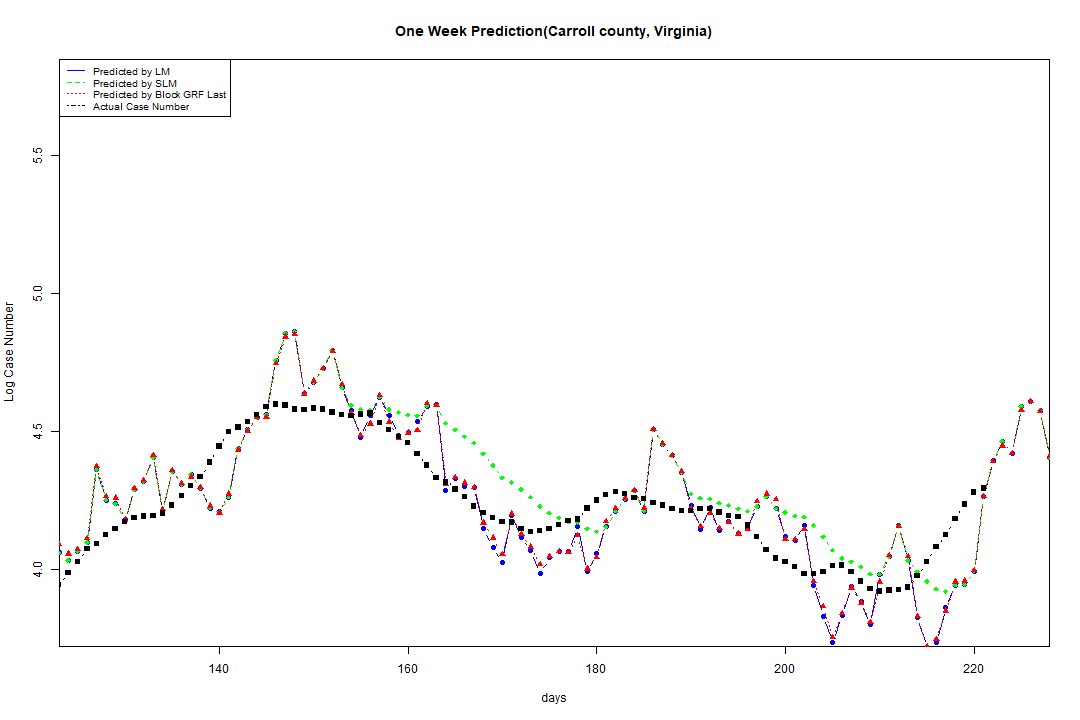 One Week Prediction(Carroll county, Virginia)
Predicted by LM
Predicted by SLM
Predicted by Block GRF Last
Actual Case Number
5.5
5.0
4.5
4.0
Log Case Number
140 160 180 200 220
days